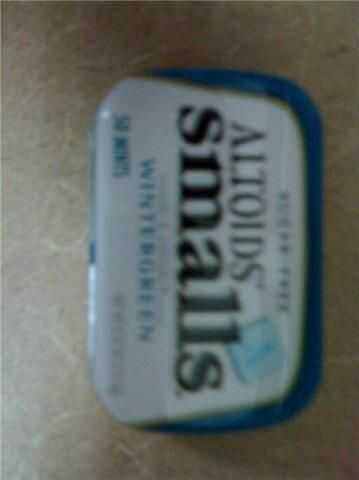 SUGAR FREE
ALTOIDS
smalls
WINTERGREEN
50 MINTS